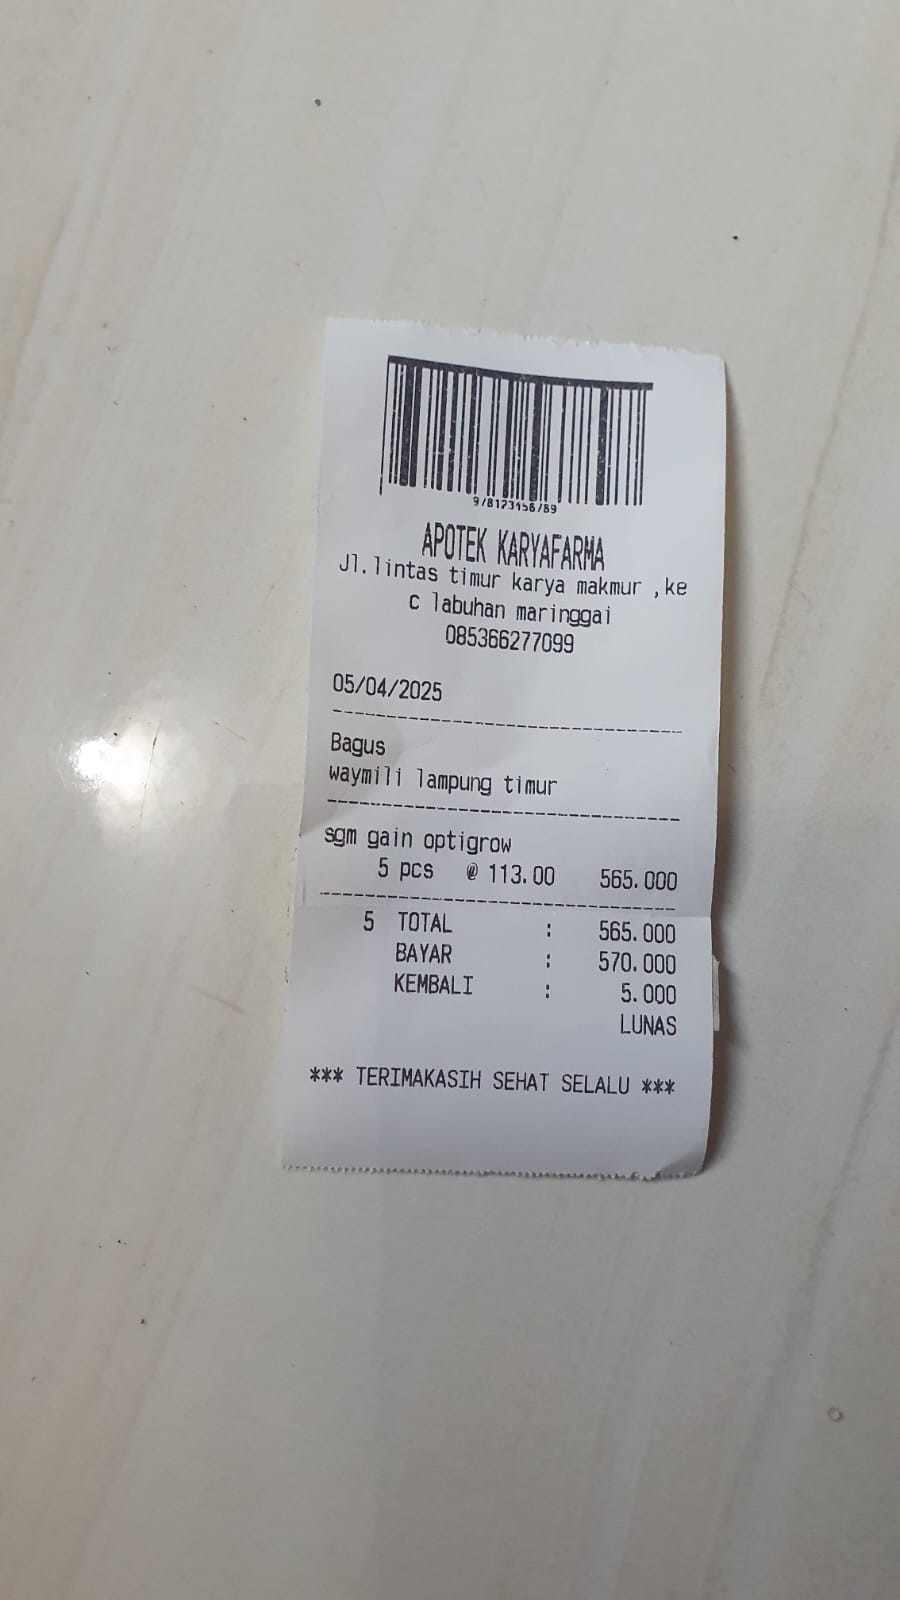 978123456789
APOTEK KARYAFARMA
Jl.lintas timur karya makmur ,ke
c labuhan maringgai
085366277099
05/04/2025
--------------------------------
Bagus
waymili lampung timur
--------------------------------
sgm gain optigrow
5 pcs @ 113.00 565.000
--------------------------------
5 TOTAL : 565.000
BAYAR : 570.000
KEMBALI : 5.000
LUNAS
*** TERIMAKASIH SEHAT SELALU ***